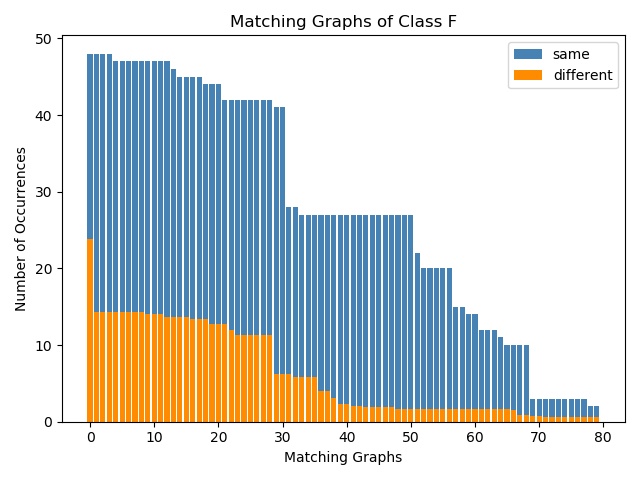 Matching Graphs of Class F
same
different
Number of Occurrences
50
40
30
20
10
0
0 10 20 30 40 50 60 70 80
Matching Graphs